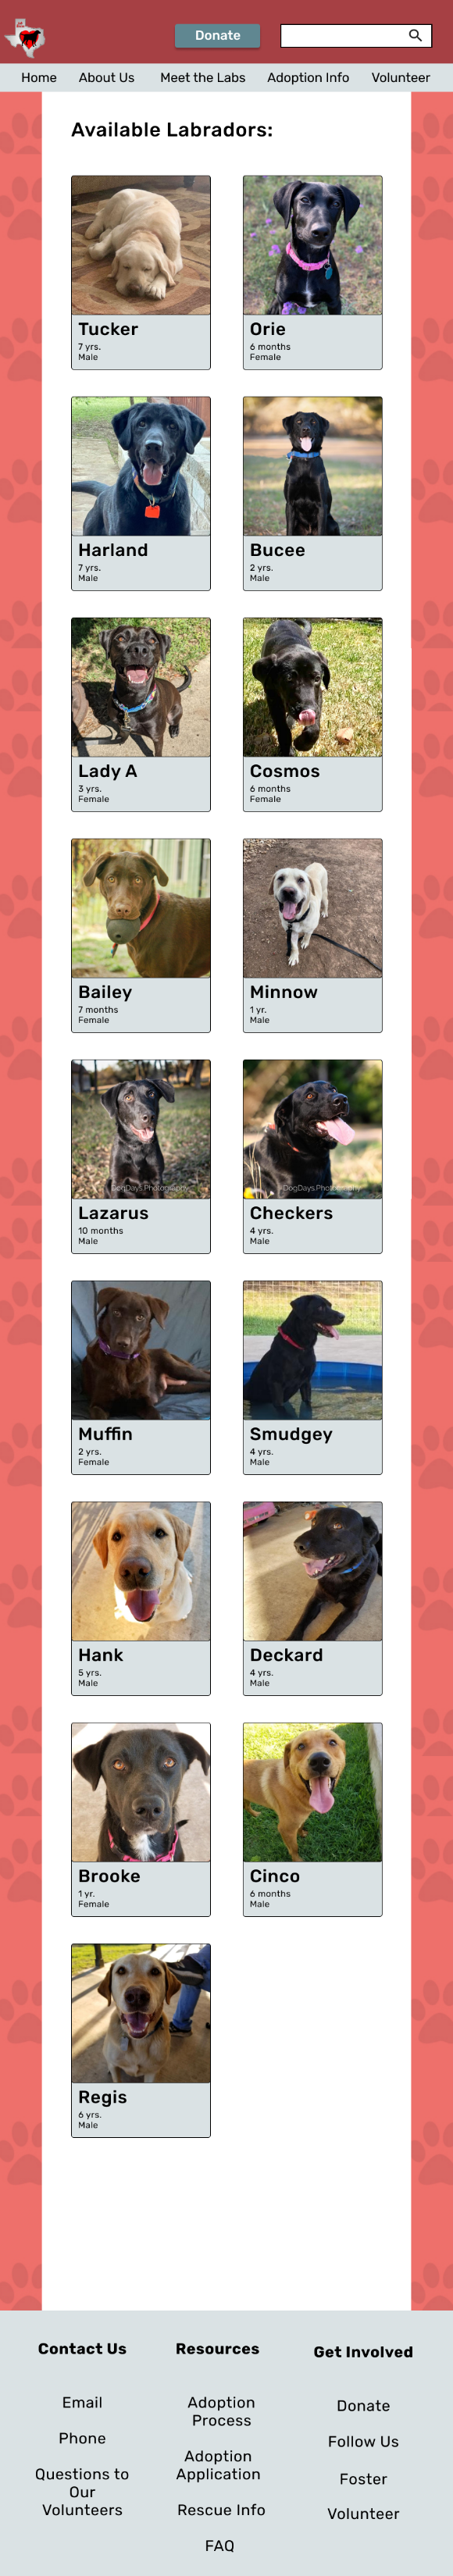 Donate
Home About Us Meet the Labs Adoption Info Volunteer
Available Labradors:
Tucker
7 yrs.
Male
Orie
6 months
Female
Harland
7 yrs.
Male
Bucee
2 yrs.
Male
Lady A
3 yrs.
Female
Cosmos
6 months
Female
Bailey
7 months
Female
Minnow
1 yr.
Male
DogDays Photography
Lazarus
10 months
Male
DogDays Photography
Checkers
4 yrs.
Male
Muffin
2 yrs.
Female
Smudgey
4 yrs.
Male
Hank
5 yrs.
Male
Deckard
4 yrs.
Male
Brooke
1 yr.
Female
Cinco
6 months
Male
Regis
6 yrs.
Male
Contact Us
Email
Phone
Questions to
Our
Volunteers
Resources
Adoption
Process
Adoption
Application
Rescue Info
FAQ
Get Involved
Donate
Follow Us
Foster
Volunteer